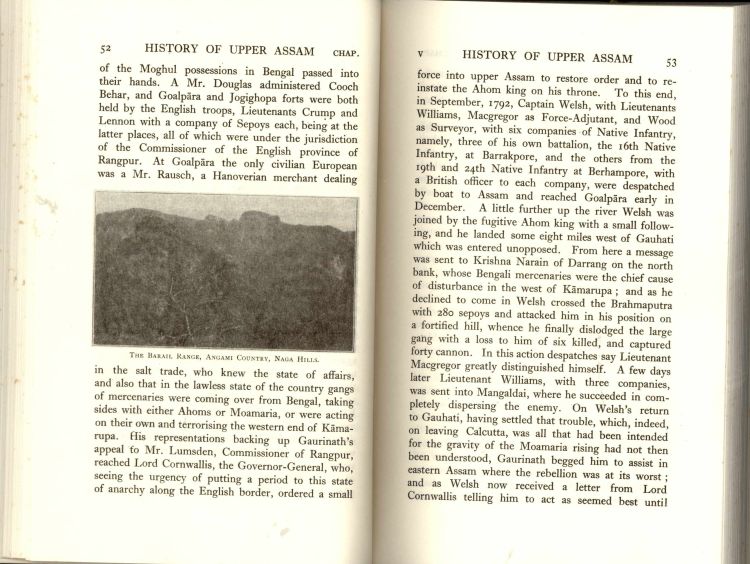 52 HISTORY OF UPPER ASSAM CHAP.
of the Moghul possessions in Bengal passed into
their hands. A Mr. Douglas administered Cooch
Behar, and Goalpāra and Jogighopa forts were both
held by the English troops, Lieutenants Crump and
Lennon with a company of Sepoys each, being at the
latter places, all of which were under the jurisdiction
of the Commissioner of the English province of
Rangpur. At Goalpāra the only civilian European
was a Mr. Rausch, a Hanoverian merchant dealing
THE BARAIL RANGE, ANGAMI COUNTRY, NAGA HILLS.
in the salt trade, who knew the state of affairs,
and also that in the lawless state of the country gangs
of mercenaries were coming over from Bengal, taking
sides with either Ahoms or Moamaria, or were acting
on their own and terrorising the western end of Kāma-
rupa. His representations backing up Gaurinath's
appeal to Mr. Lumsden, Commissioner of Rangpur,
reached Lord Cornwallis, the Governor-General, who,
seeing the urgency of putting a period to this state
of anarchy along the English border, ordered a small
V HISTORY OF UPPER ASSAM 53
force into upper Assam to restore order and to re-
instate the Ahom king on his throne. To this end,
in September, 1792, Captain Welsh, with Lieutenants
Williams, Macgregor as Force-Adjutant, and Wood
as Surveyor, with six companies of Native Infantry,
namely, three of his own battalion, the 16th Native
Infantry, at Barrakpore, and the others from the
19th and 24th Native Infantry at Berhampore, with
a British officer to each company, were despatched
by boat to Assam and reached Goalpāra early in
December. A little further up the river Welsh was
joined by the fugitive Ahom king with a small follow-
ing, and he landed some eight miles west of Gauhati
which was entered unopposed. From here a message
was sent to Krishna Narain of Darrang on the north
bank, whose Bengali mercenaries were the chief cause
of disturbance in the west of Kāmarupa ; and as he
declined to come in Welsh crossed the Brahmaputra
with 280 sepoys and attacked him in his position on
a fortified hill, whence he finally dislodged the large
gang with a loss to him of six killed, and captured
forty cannon. In this action despatches say Lieutenant
Macgregor greatly distinguished himself. A few days
later Lieutenant Williams, with three companies,
was sent into Mangaldai, where he succeeded in com-
pletely dispersing the enemy. On Welsh's return
to Gauhati, having settled that trouble, which, indeed,
on leaving Calcutta, was all that had been intended
for the gravity of the Moamaria rising had not then
been understood, Gaurinath begged him to assist in
eastern Assam where the rebellion was at its worst ;
and as Welsh now received a letter from Lord
Cornwallis telling him to act as seemed best until